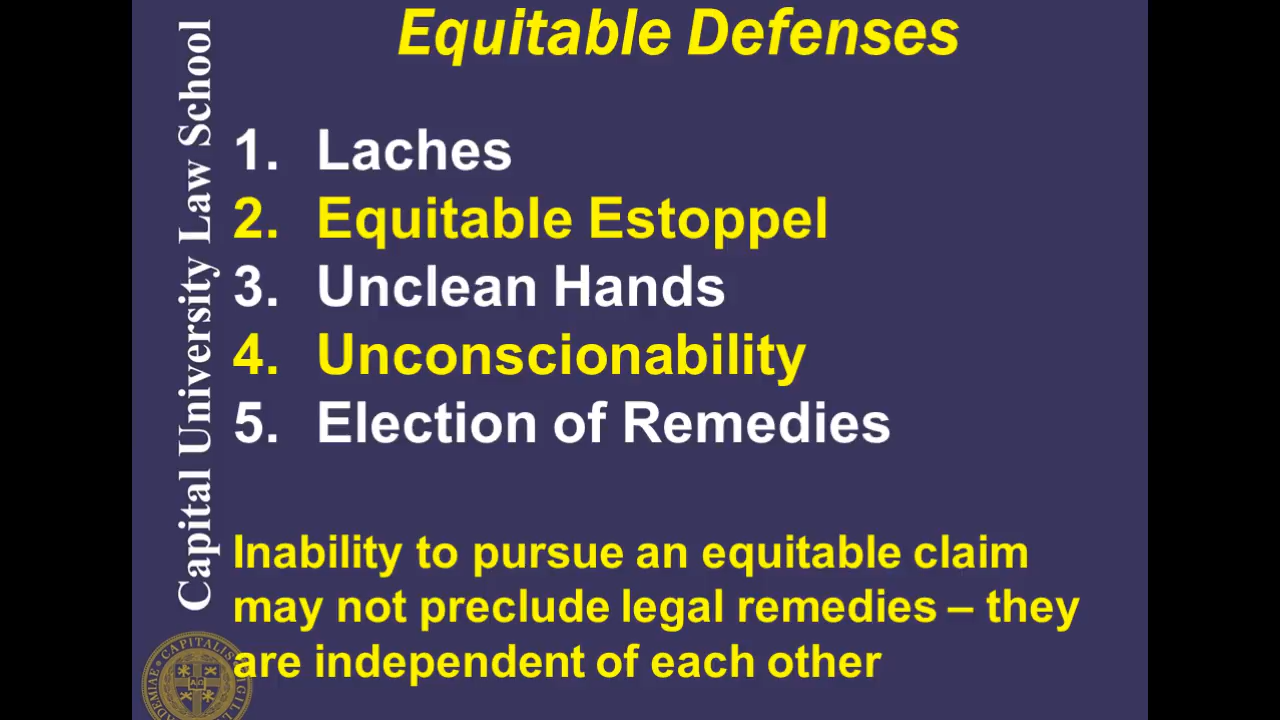 Equitable Defenses
Capital University Law School
1. Laches
2. Equitable Estoppel
3. Unclean Hands
4. Unconscionability
5. Election of Remedies
Inability to pursue an equitable claim
may not preclude legal remedies – they
are independent of each other
CAPITALIS